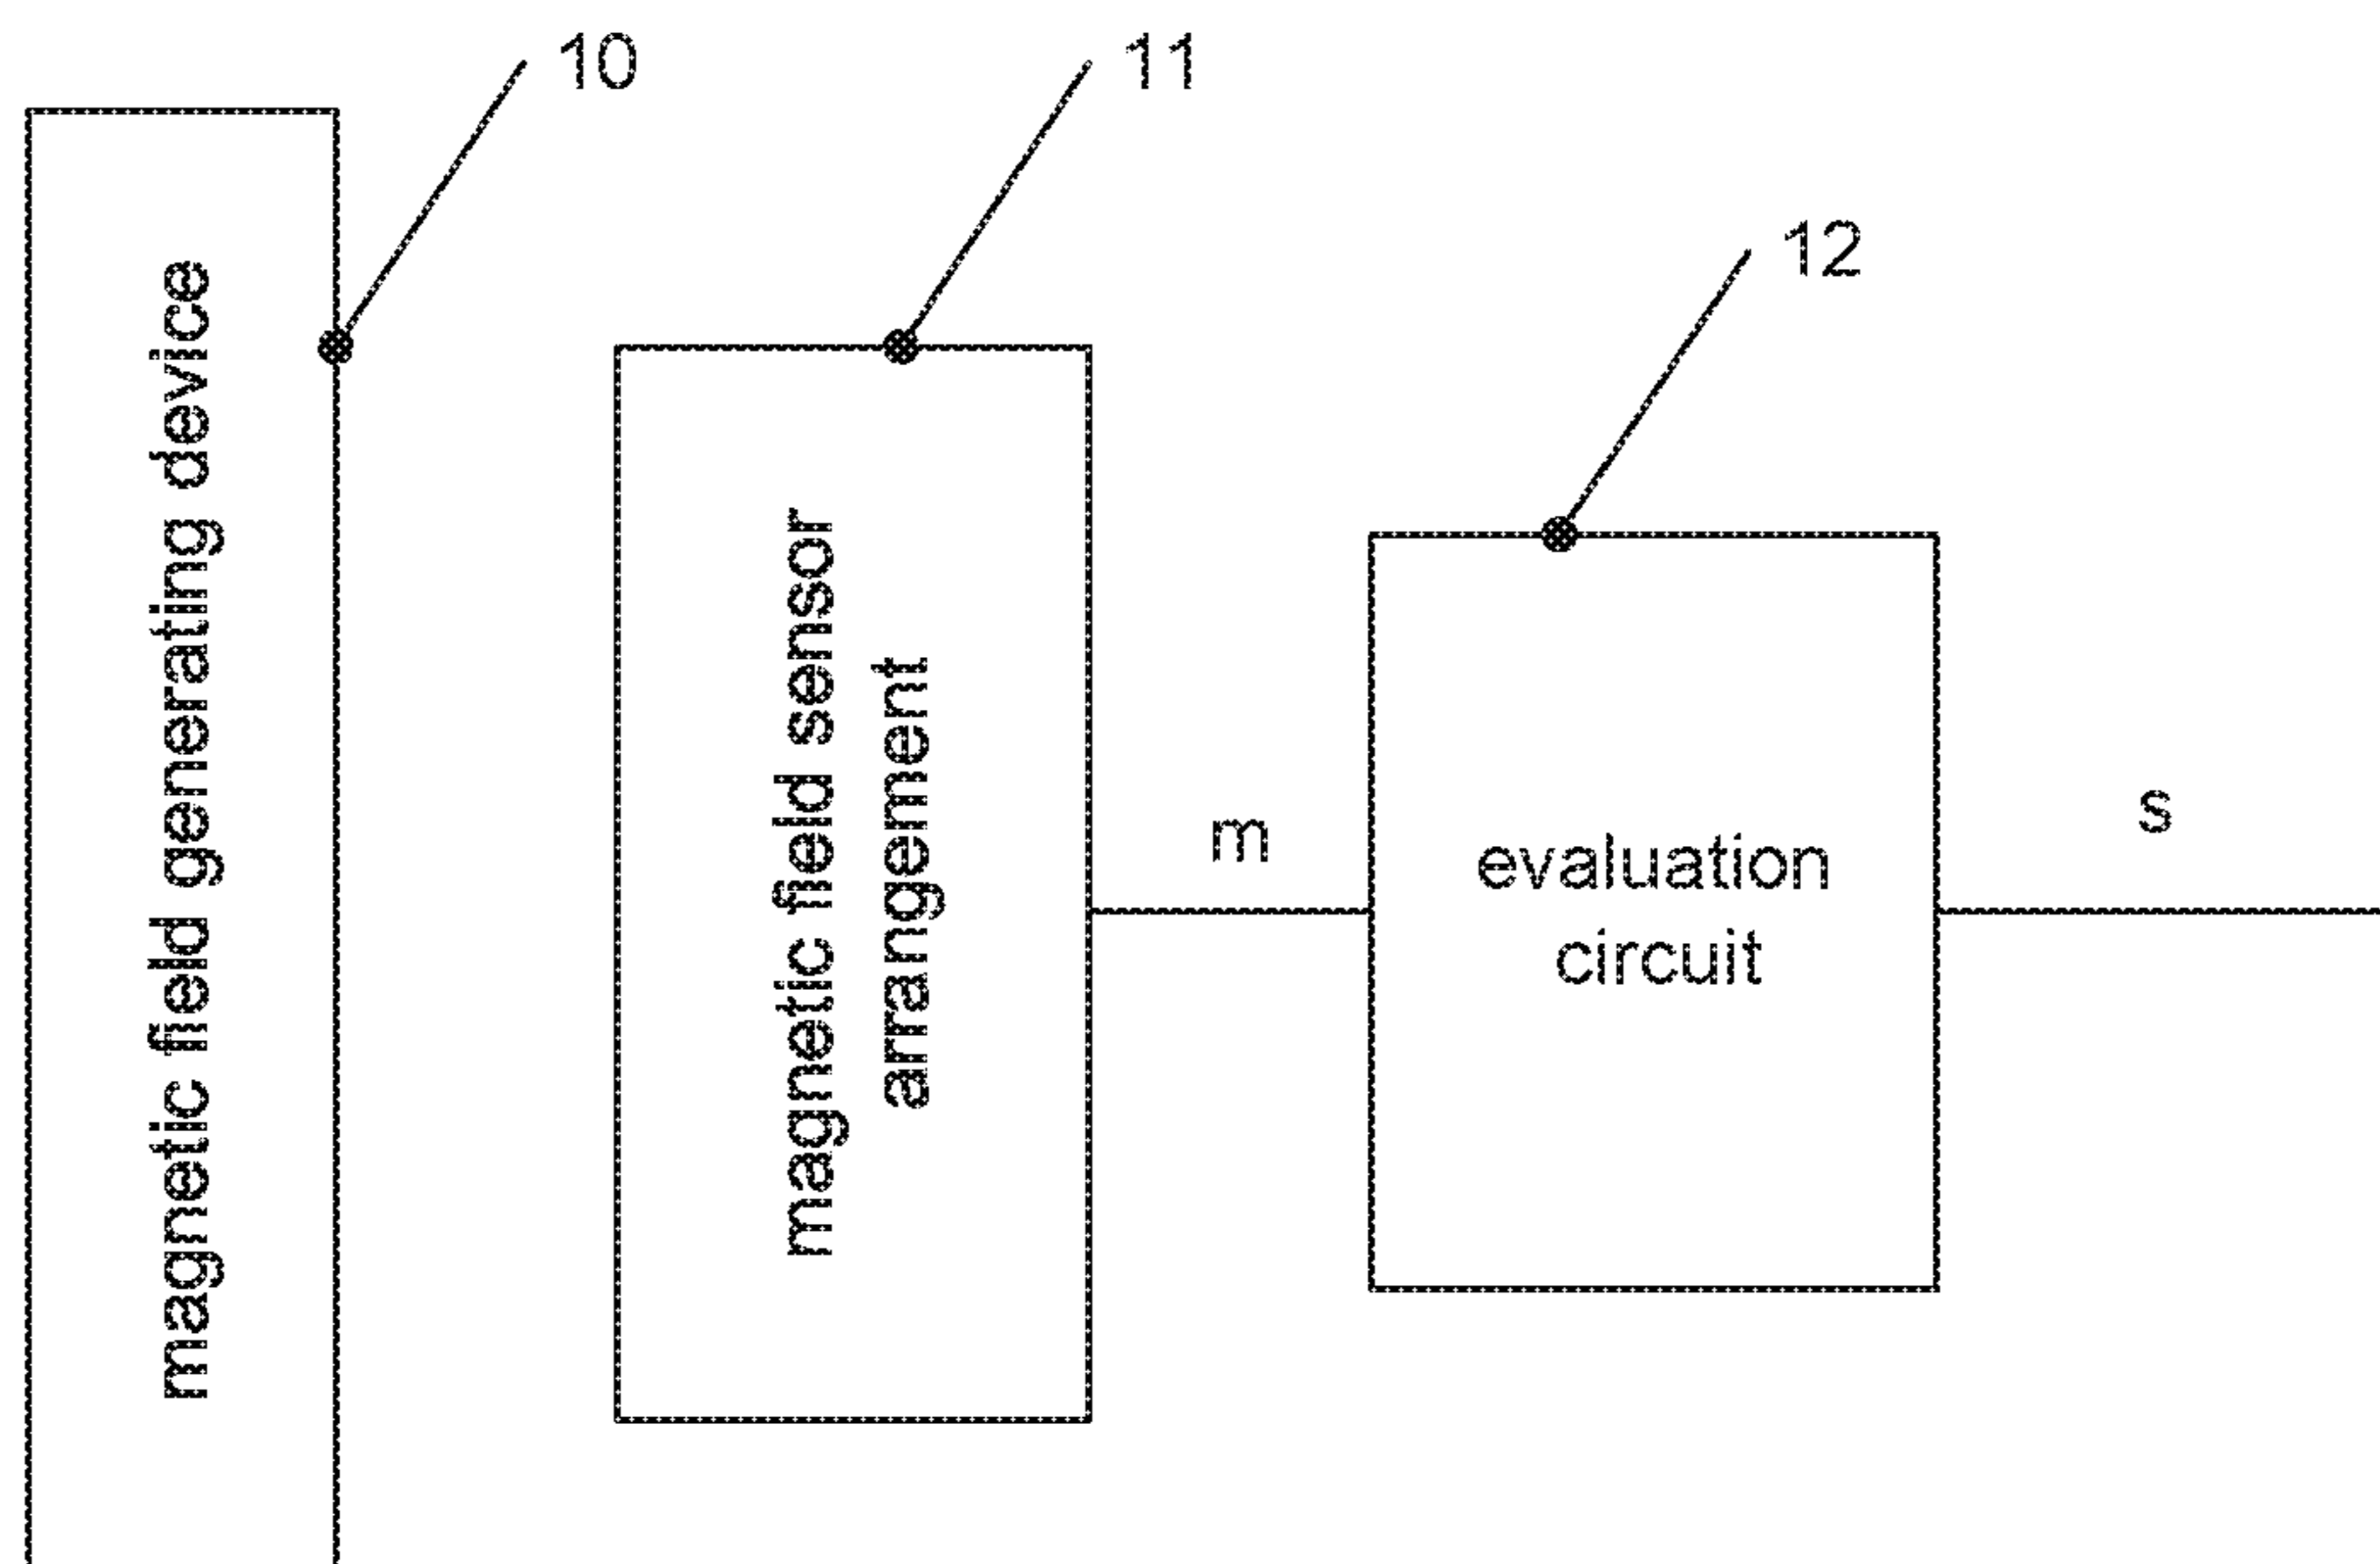 10
11
12
magnetic field generating device
magnetic field sensor
arrangement
m
evaluation
circuit
s